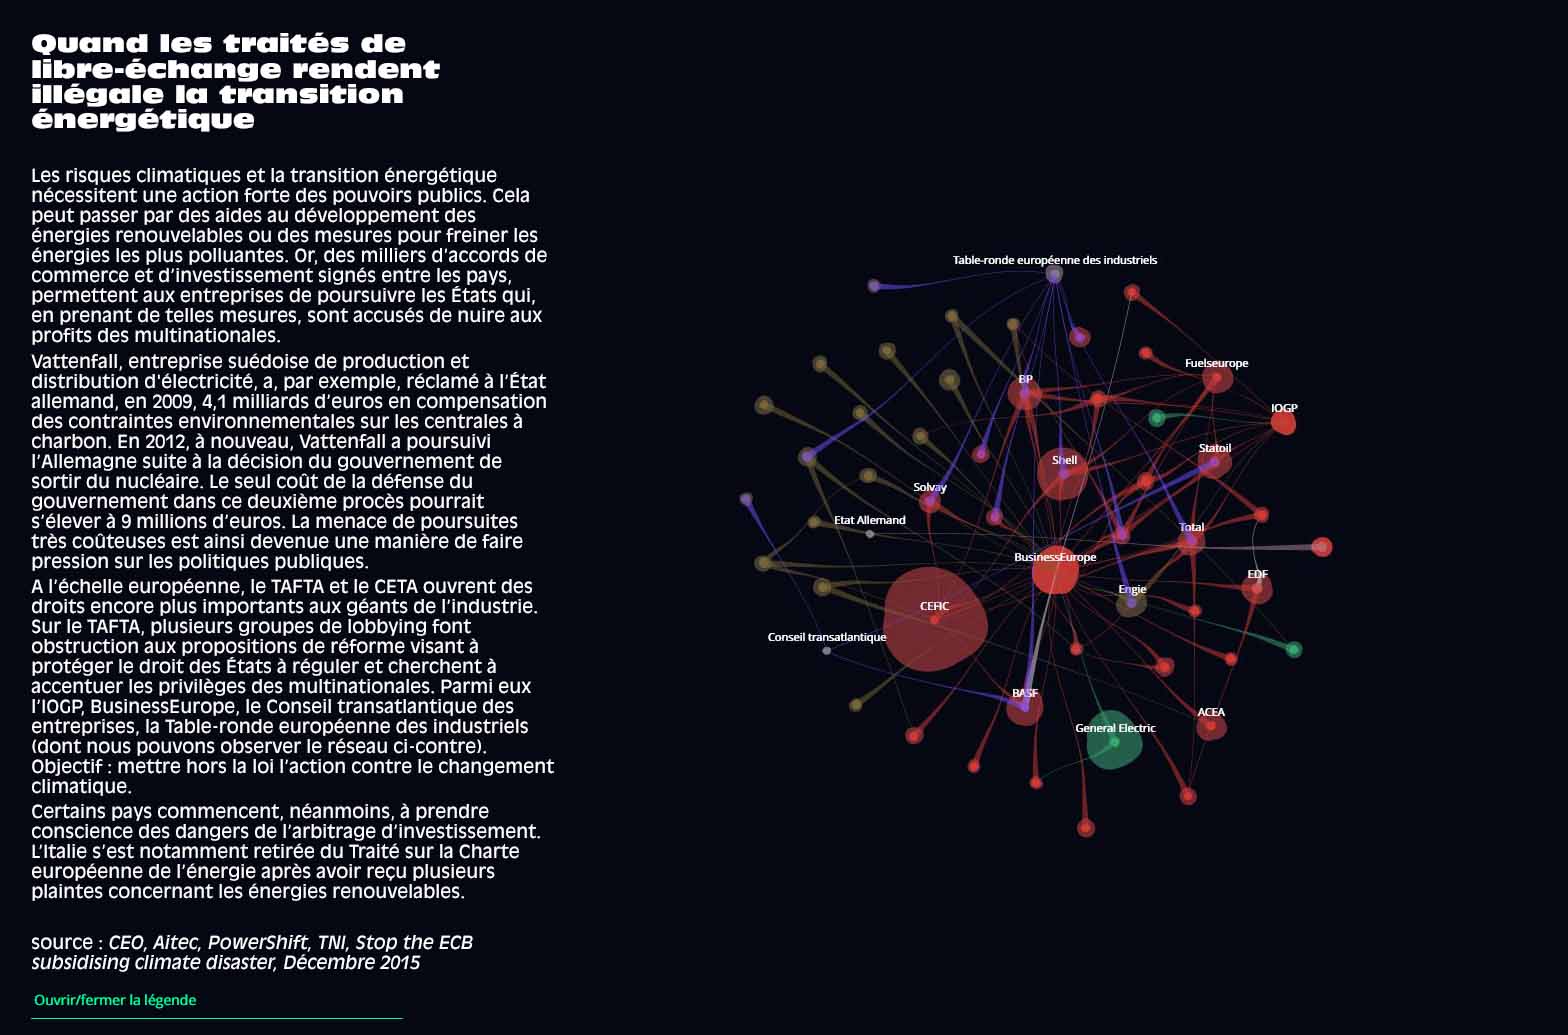 Quand les traités de
libre-échange rendent
illégale la transition
énergétique
Les risques climatiques et la transition énergétique
nécessitent une action forte des pouvoirs publics. Cela
peut passer par des aides au développement des
énergies renouvelables ou des mesures pour freiner les
énergies les plus polluantes. Or, des milliers d’accords de
commerce et d’investissement signés entre les pays,
permettent aux entreprises de poursuivre les États qui,
en prenant de telles mesures, sont accusés de nuire aux
profits des multinationales.
Vattenfall, entreprise suédoise de production et
distribution d'électricité, a, par exemple, réclamé à l’État
allemand, en 2009, 4,1 milliards d’euros en compensation
des contraintes environnementales sur les centrales à
charbon. En 2012, à nouveau, Vattenfall a poursuivi
l’Allemagne suite à la décision du gouvernement de
sortir du nucléaire. Le seul coût de la défense du
gouvernement dans ce deuxième procès pourrait
s’élever à 9 millions d’euros. La menace de poursuites
très coûteuses est ainsi devenue une manière de faire
pression sur les politiques publiques.
A l’échelle européenne, le TAFTA et le CETA ouvrent des
droits encore plus importants aux géants de l’industrie.
Sur le TAFTA, plusieurs groupes de lobbying font
obstruction aux propositions de réforme visant à
protéger le droit des États à réguler et cherchent à
accentuer les privilèges des multinationales. Parmi eux
l’IOGP, BusinessEurope, le Conseil transatlantique des
entreprises, la Table-ronde européenne des industriels
(dont nous pouvons observer le réseau ci-contre).
Objectif : mettre hors la loi l’action contre le changement
climatique.
Certains pays commencent, néanmoins, à prendre
conscience des dangers de l’arbitrage d’investissement.
L’Italie s’est notamment retirée du Traité sur la Charte
européenne de l’énergie après avoir reçu plusieurs
plaintes concernant les énergies renouvelables.
source : CEO, Aitec, PowerShift, TNI, Stop the ECB
subsidising climate disaster, Décembre 2015
Ouvrir/fermer la légende
Table-ronde européenne des industriels
Fuelseurope
BP
IOGP
Statoil
Shell
Solvay
Etat Allemand
Total
BusinessEurope
EDF
Engie
CEFIC
Conseil transatlantique
BASF
ACEA
General Electric